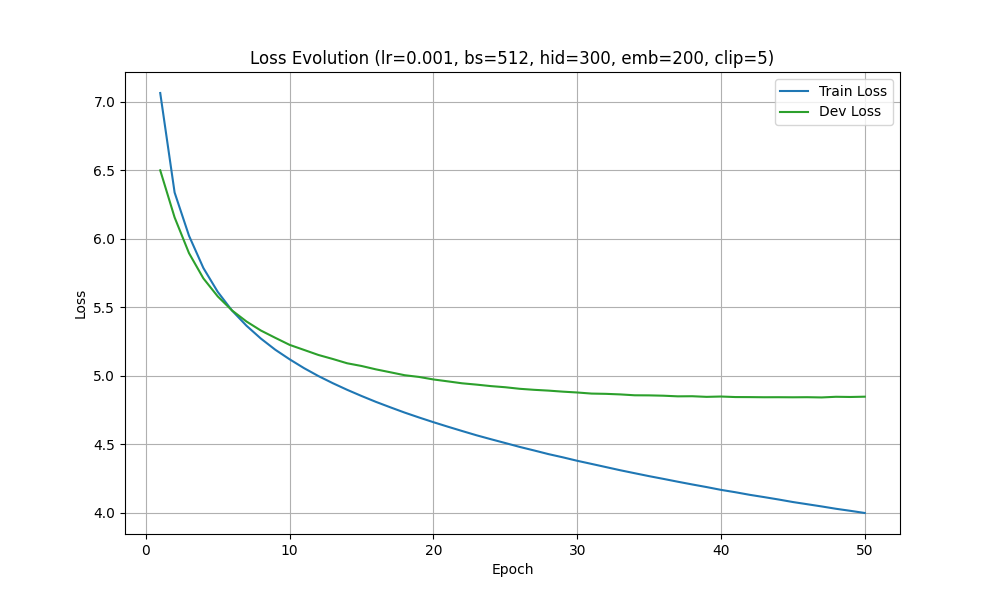 Loss Evolution (lr=0.001, bs=512, hid=300, emb=200, clip=5)
Train Loss
Dev Loss
7.0
6.5
6.0
5.5
5.0
4.5
4.0
Loss
0 10 20 30 40 50
Epoch